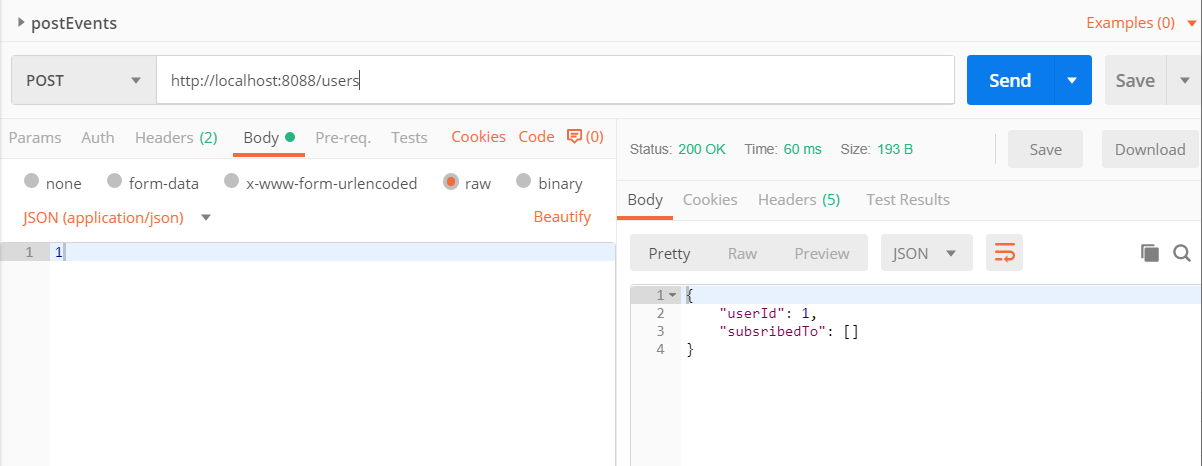 postEvents
Examples (0)
POST
http://localhost:8088/users
Send
Save
Params Auth Headers (2) Body Pre-req. Tests Cookies Code (0)
none form-data x-www-form-urlencoded raw binary
JSON (application/json)
Beautify
1 1
Status: 200 OK Time: 60 ms Size: 193 B
Save
Download
Body Cookies Headers (5) Test Results
Pretty Raw Preview
JSON
1 {
2 "userId": 1,
3 "subsribedTo": []
4 }